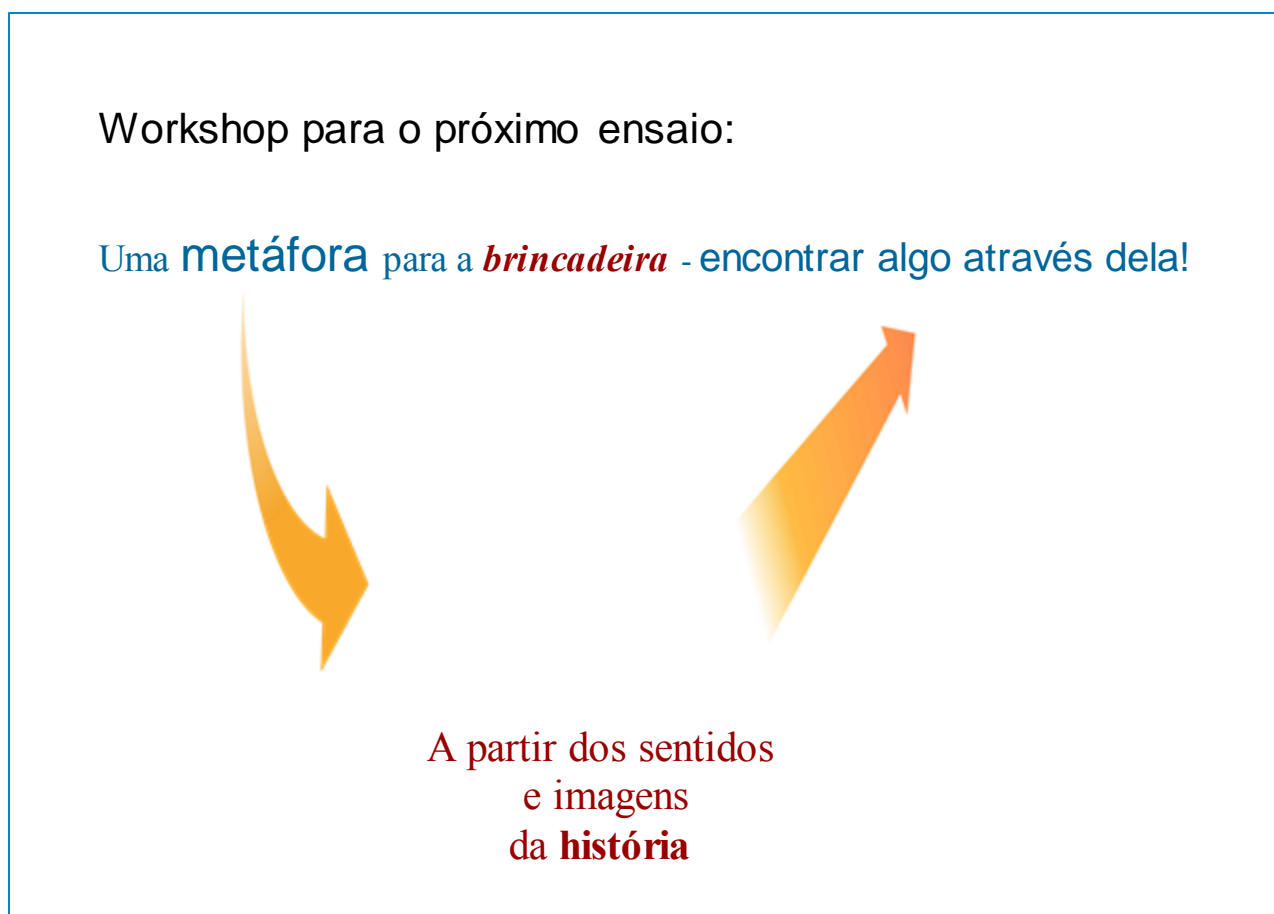 Workshop para o próximo ensaio:
Uma metáfora para a brincadeira - encontrar algo através dela!
A partir dos sentidos
e imagens
da história